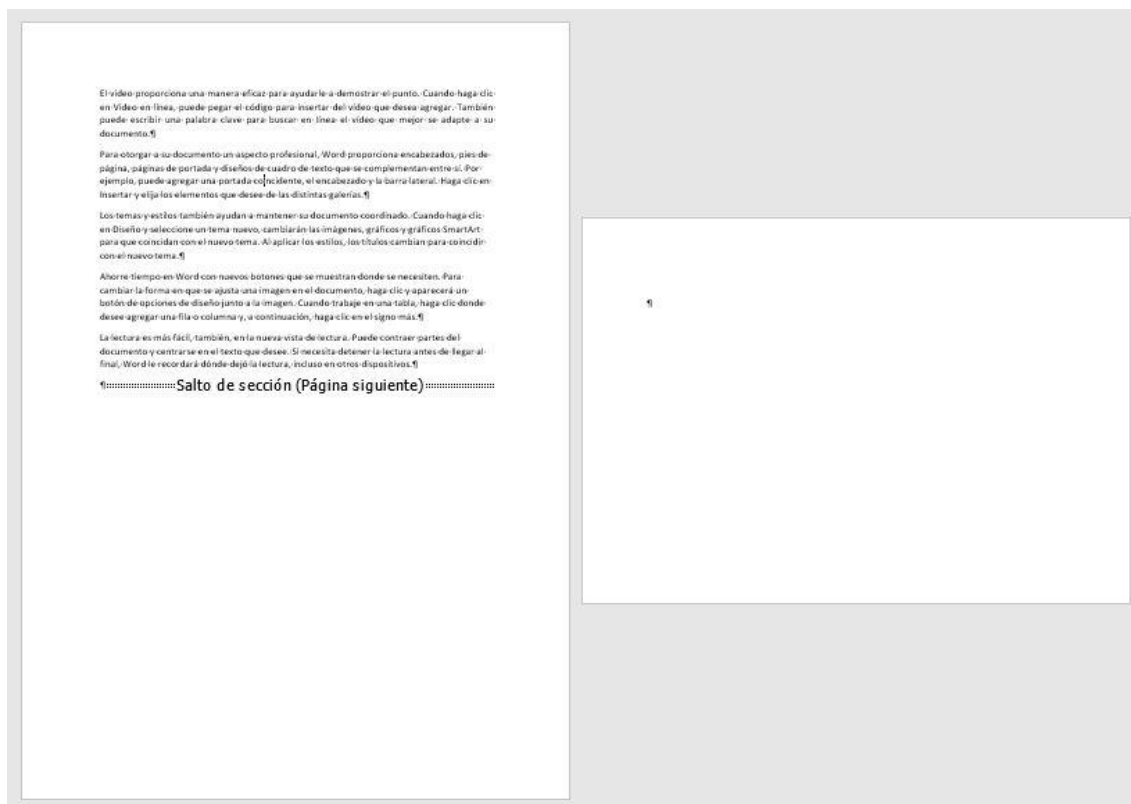 El vídeo proporciona una manera eficaz para ayudarle a demostrar el punto. Cuando haga clic
en Vídeo en línea, puede pegar el código para insertar del vídeo que desea agregar. También
puede escribir una palabra clave para buscar en línea el vídeo que mejor se adapte a su
documento.¶
Para otorgar a su documento un aspecto profesional, Word proporciona encabezados, pies de
página, páginas de portada y diseños de cuadro de texto que se complementan entre sí. Por
ejemplo, puede agregar una portada coincidente, el encabezado y la barra lateral. Haga clic en
Insertar y elija los elementos que desee de las distintas galerías.¶
Los temas y estilos también ayudan a mantener su documento coordinado. Cuando haga clic
en Diseño y seleccione un tema nuevo, cambiarán las imágenes, gráficos y gráficos SmartArt
para que coincidan con el nuevo tema. Al aplicar los estilos, los títulos cambian para coincidir
con el nuevo tema.¶
Ahorre tiempo en Word con nuevos botones que se muestran donde se necesiten. Para
cambiar la forma en que se ajusta una imagen en el documento, haga clic y aparecerá un
botón de opciones de diseño junto a la imagen. Cuando trabaje en una tabla, haga clic donde
desee agregar una fila o columna y, a continuación, haga clic en el signo más.¶
La lectura es más fácil, también, en la nueva vista de lectura. Puede contraer partes del
documento y centrarse en el texto que desee. Si necesita detener la lectura antes de llegar al
final, Word le recordará dónde dejó la lectura, incluso en otros dispositivos.¶
¶Salto de sección (Página siguiente)
¶